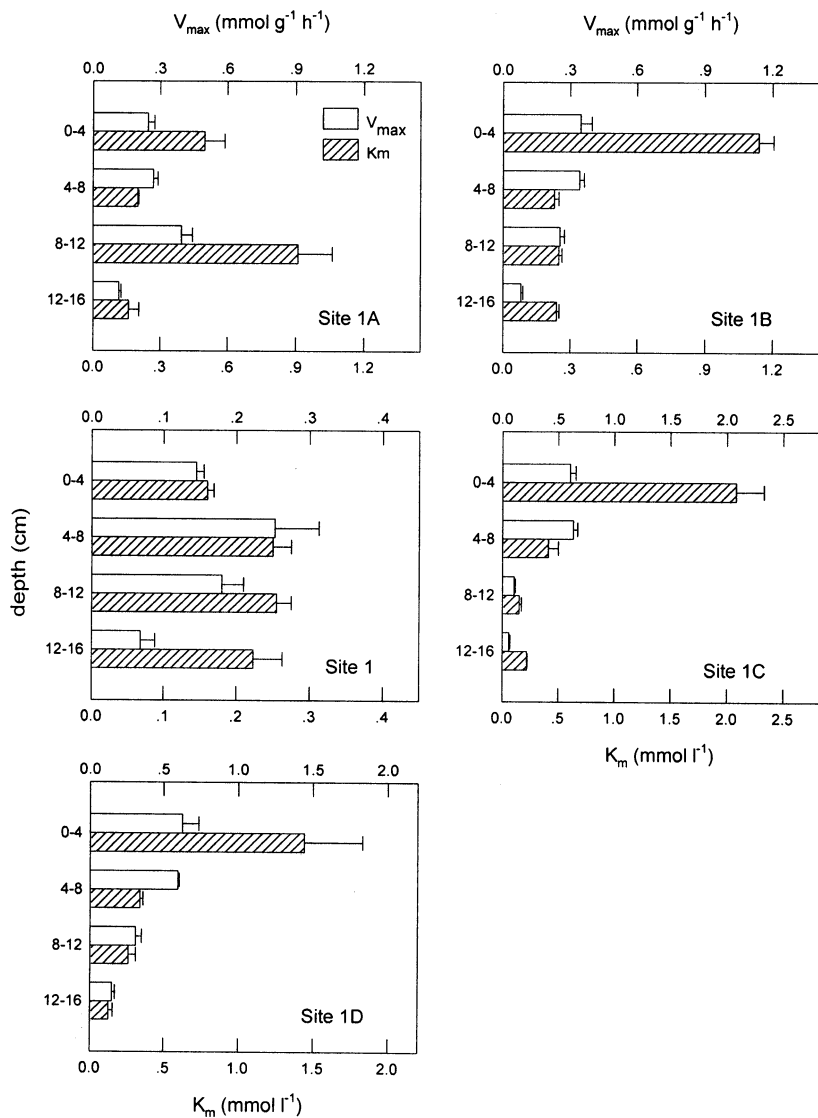 V_max (mmol g⁻¹ h⁻¹)
0.0 .3 .6 .9 1.2
V_max
Km
0-4
4-8
8-12
12-16
Site 1A
0.0 .3 .6 .9 1.2
V_max (mmol g⁻¹ h⁻¹)
0.0 .3 .6 .9 1.2
0-4
4-8
8-12
12-16
Site 1B
0.0 .3 .6 .9 1.2
depth (cm)
0.0 .1 .2 .3 .4
0-4
4-8
8-12
12-16
Site 1
0.0 .1 .2 .3 .4
0.0 .5 1.0 1.5 2.0 2.5
0-4
4-8
8-12
12-16
Site 1C
0.0 .5 1.0 1.5 2.0 2.5
K_m (mmol l⁻¹)
0.0 .5 1.0 1.5 2.0
0-4
4-8
8-12
12-16
Site 1D
0.0 .5 1.0 1.5 2.0
K_m (mmol l⁻¹)